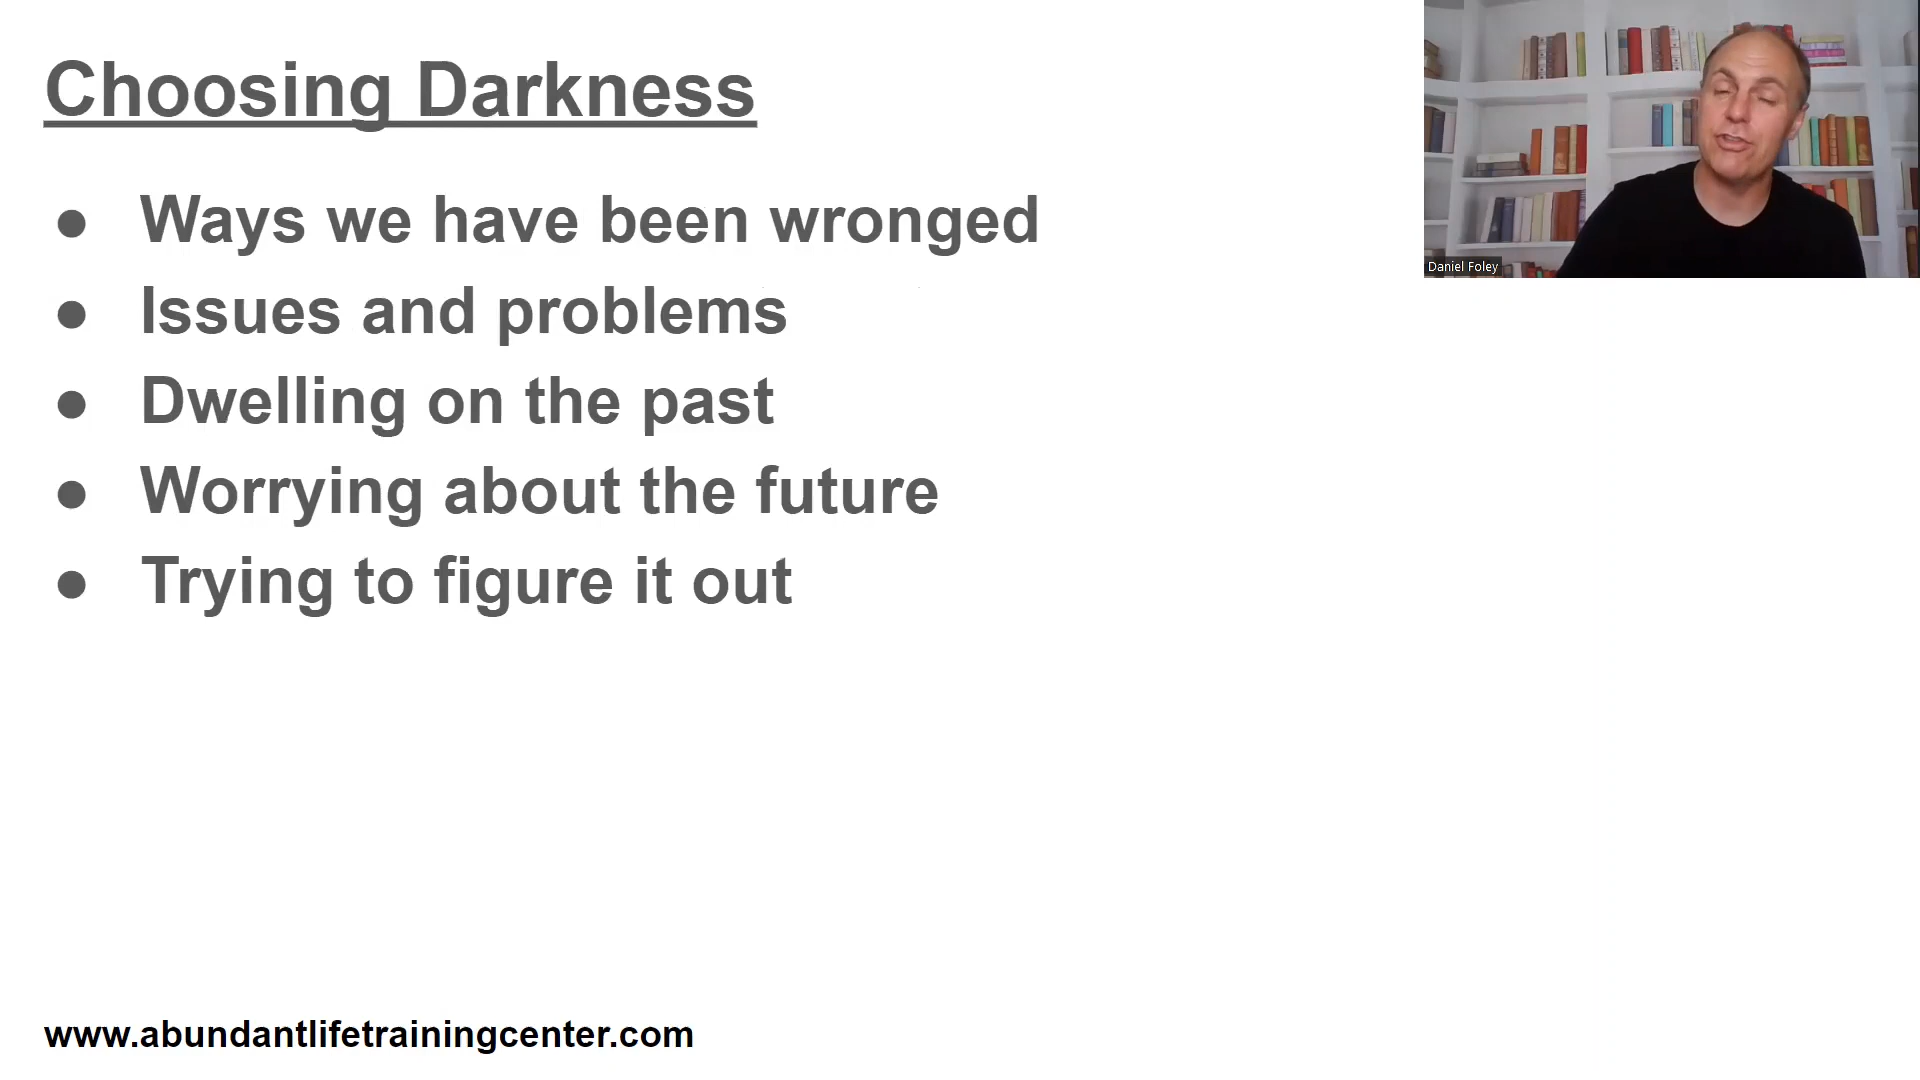 Choosing Darkness
● Ways we have been wronged
● Issues and problems
● Dwelling on the past
● Worrying about the future
● Trying to figure it out
Daniel Foley
www.abundantlifetrainingcenter.com